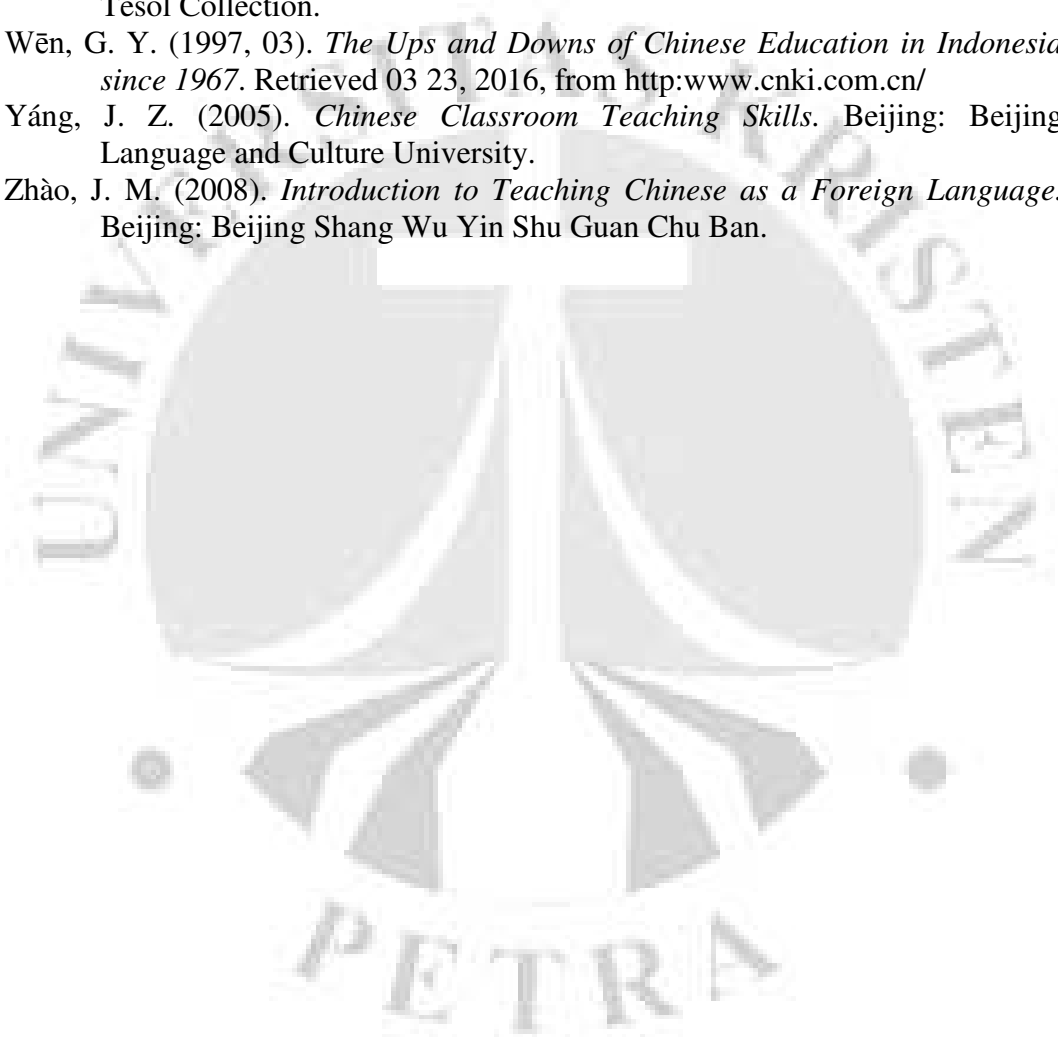 Tesol Collection.
Wēn, G. Y. (1997, 03). The Ups and Downs of Chinese Education in Indonesia
since 1967. Retrieved 03 23, 2016, from http:www.cnki.com.cn/
Yáng, J. Z. (2005). Chinese Classroom Teaching Skills. Beijing: Beijing
Language and Culture University.
Zhào, J. M. (2008). Introduction to Teaching Chinese as a Foreign Language.
Beijing: Beijing Shang Wu Yin Shu Guan Chu Ban.
UNIVERSITAS KRISTEN
PETRA